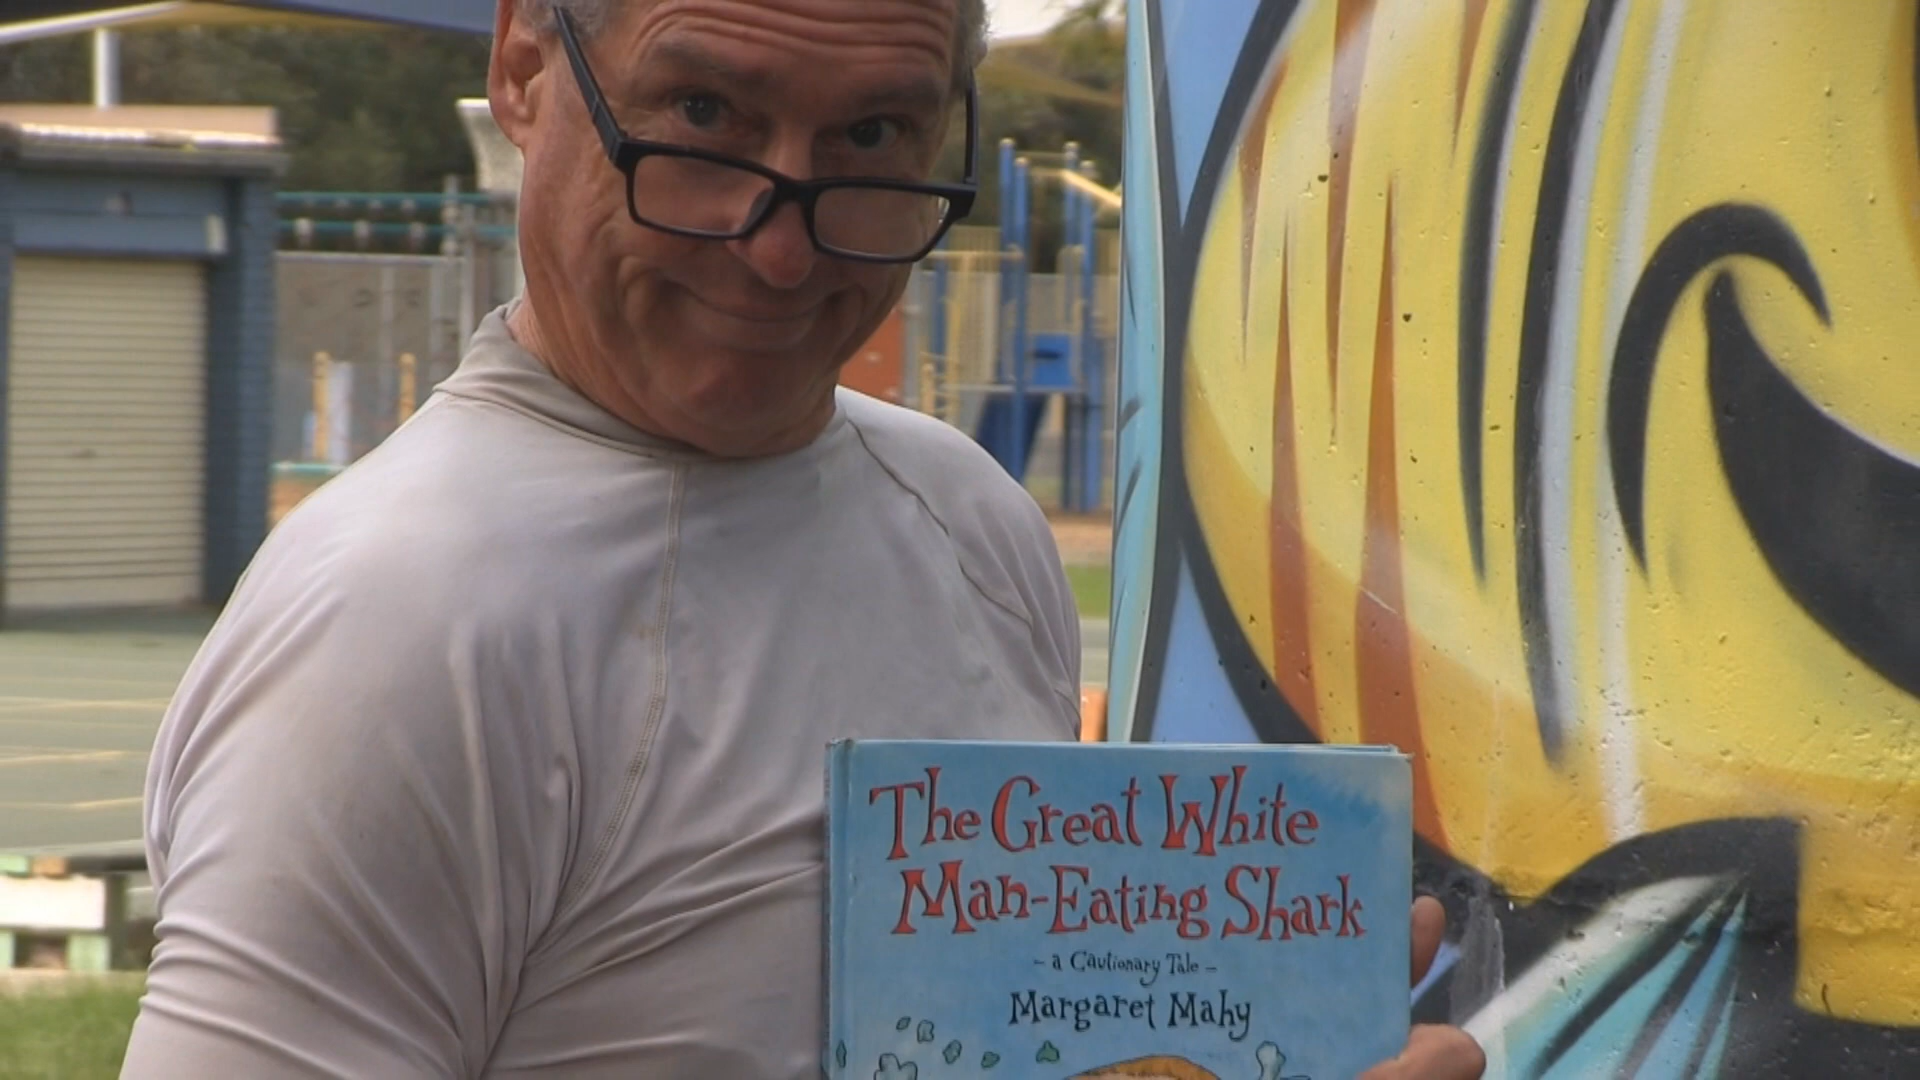 The Great White
Man-Eating Shark
- a Cautionary Tale -
Margaret Mahy